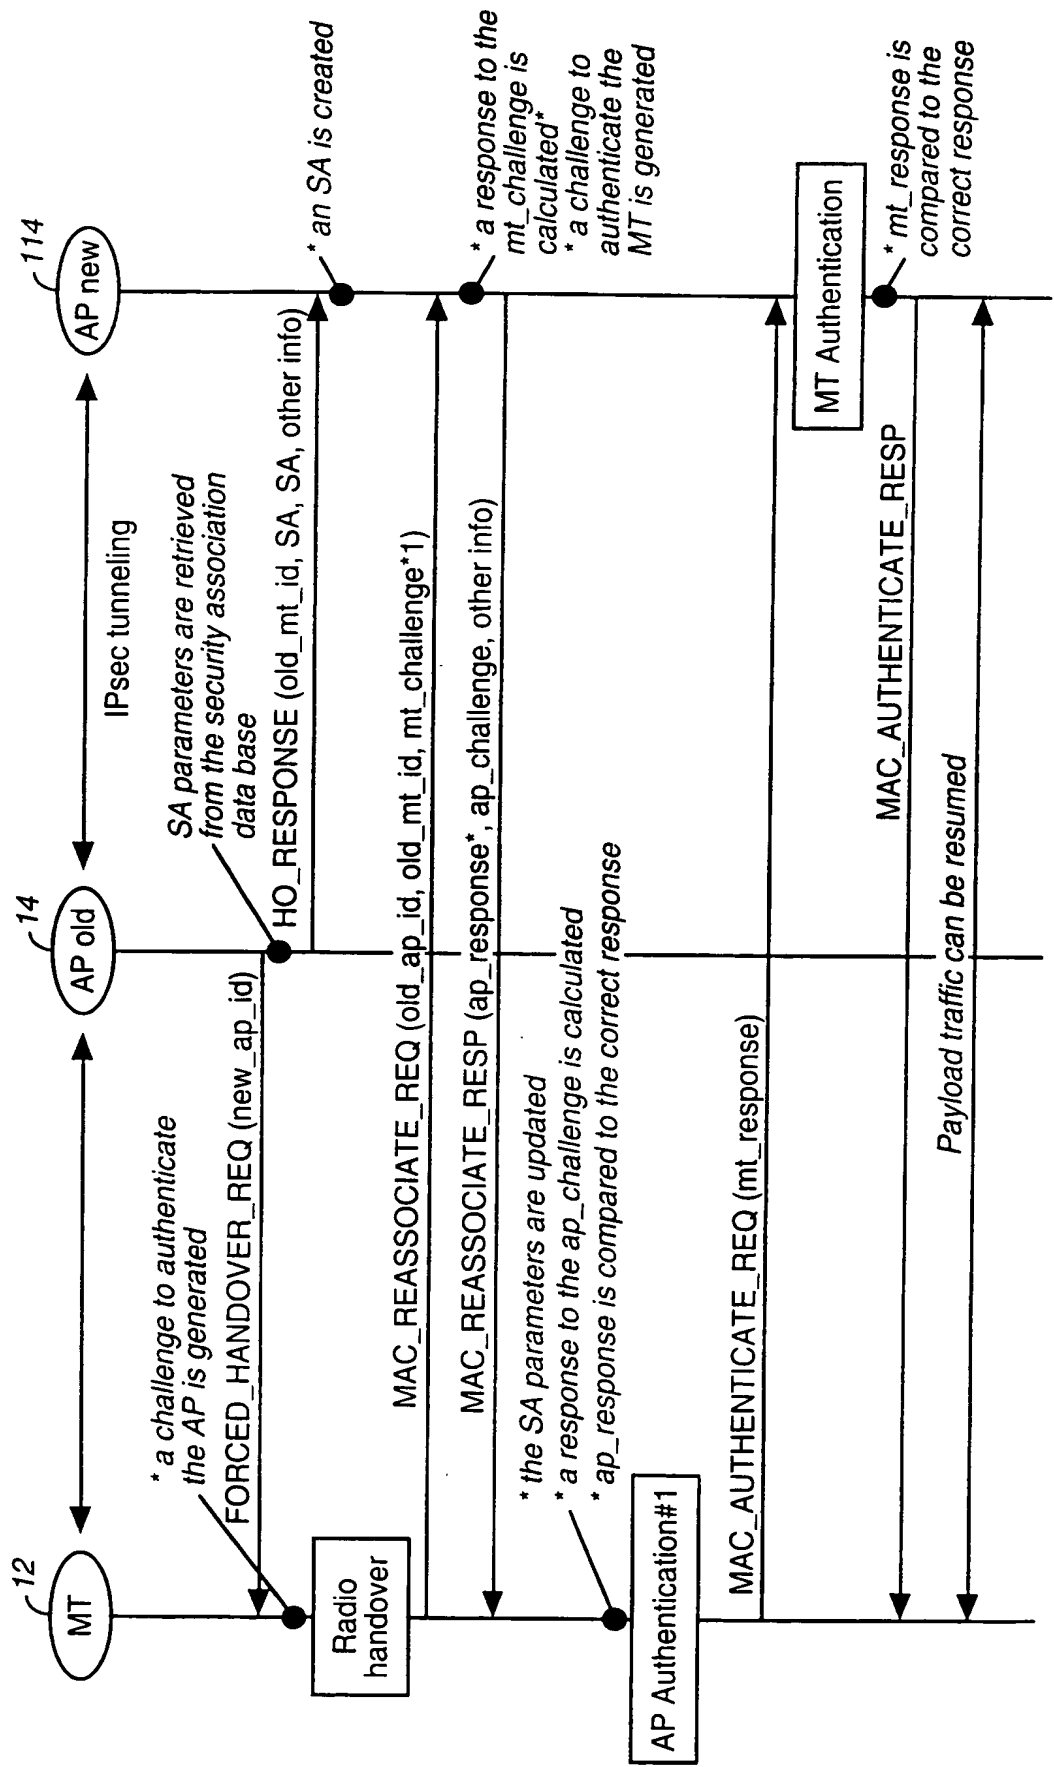 12
MT
14
AP old
114
AP new
IPsec tunneling
* a challenge to authenticate
the AP is generated
SA parameters are retrieved
from the security association
data base
FORCED_HANDOVER_REQ (new_ap_id)
HO_RESPONSE (old_mt_id, SA, SA, other info)
* an SA is created
Radio
handover
MAC_REASSOCIATE_REQ (old_ap_id, old_mt_id, mt_challenge*1)
* a response to the
mt_challenge is
calculated*
* a challenge to
authenticate the
MT is generated
MAC_REASSOCIATE_RESP (ap_response*, ap_challenge, other info)
* the SA parameters are updated
* a response to the ap_challenge is calculated
* ap_response is compared to the correct response
AP Authentication#1
MAC_AUTHENTICATE_REQ (mt_response)
MT Authentication
* mt_response is
compared to the
correct response
MAC_AUTHENTICATE_RESP
Payload traffic can be resumed